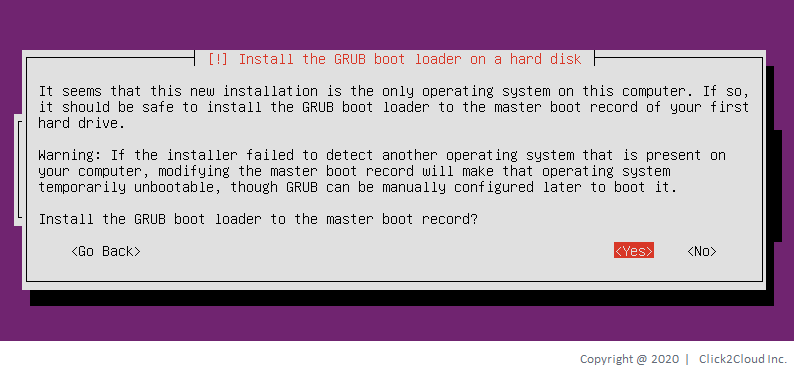 [!] Install the GRUB boot loader on a hard disk
It seems that this new installation is the only operating system on this computer. If so,
it should be safe to install the GRUB boot loader to the master boot record of your first
hard drive.
Warning: If the installer failed to detect another operating system that is present on
your computer, modifying the master boot record will make that operating system
temporarily unbootable, though GRUB can be manually configured later to boot it.
Install the GRUB boot loader to the master boot record?
<Go Back> <Yes> <No>
Copyright @ 2020 | Click2Cloud Inc.